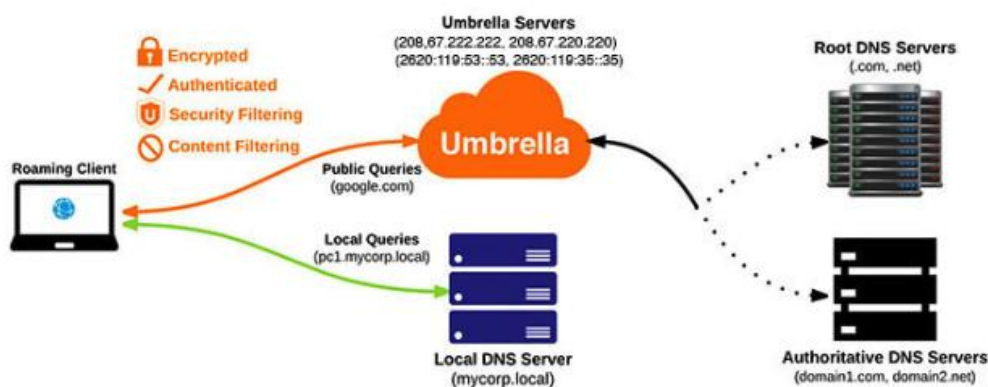 Umbrella Servers
(208,67.222.222, 208.67.220.220)
(2620:119:53::53, 2620:119:35::35)
Encrypted
Authenticated
U
Security Filtering
Content Filtering
Root DNS Servers
(.com, .net)
Umbrella
Roaming Client
Public Queries
(google.com)
Local Queries
(pc1.mycorp.local)
Local DNS Server
(mycorp.local)
Authoritative DNS Servers
(domain1.com, domain2.net)